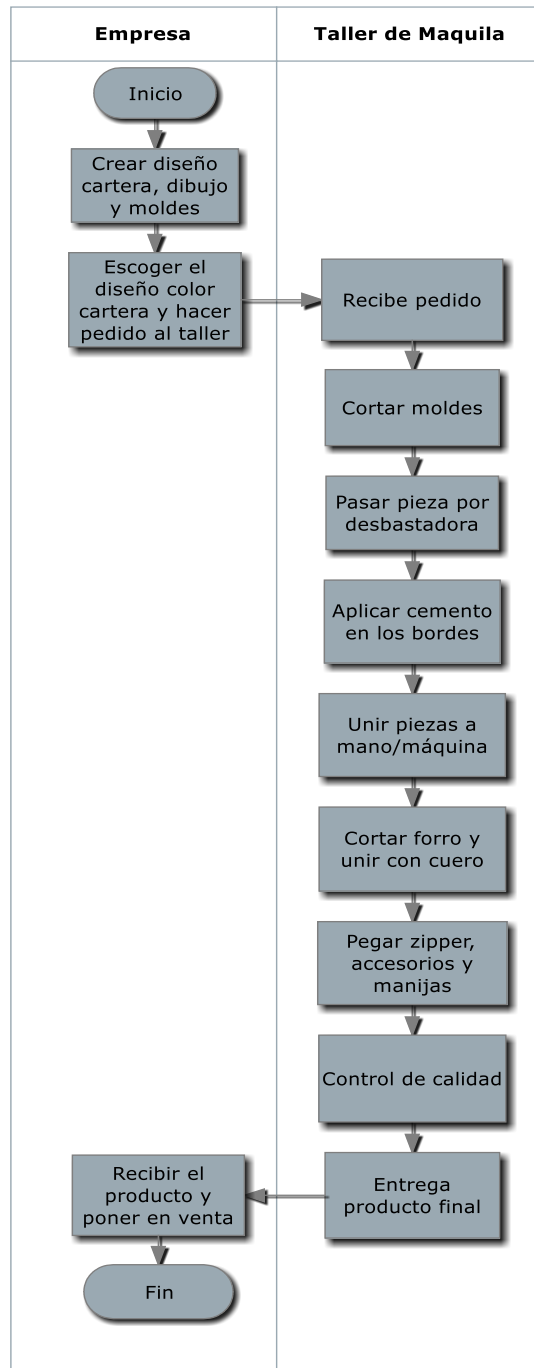 Empresa
Taller de Maquila
Inicio
Crear diseño
cartera, dibujo
y moldes
Escoger el
diseño color
cartera y hacer
pedido al taller
Recibe pedido
Cortar moldes
Pasar pieza por
desbastadora
Aplicar cemento
en los bordes
Unir piezas a
mano/máquina
Cortar forro y
unir con cuero
Pegar zipper,
accesorios y
manijas
Control de calidad
Entrega
producto final
Recibir el
producto y
poner en venta
Fin